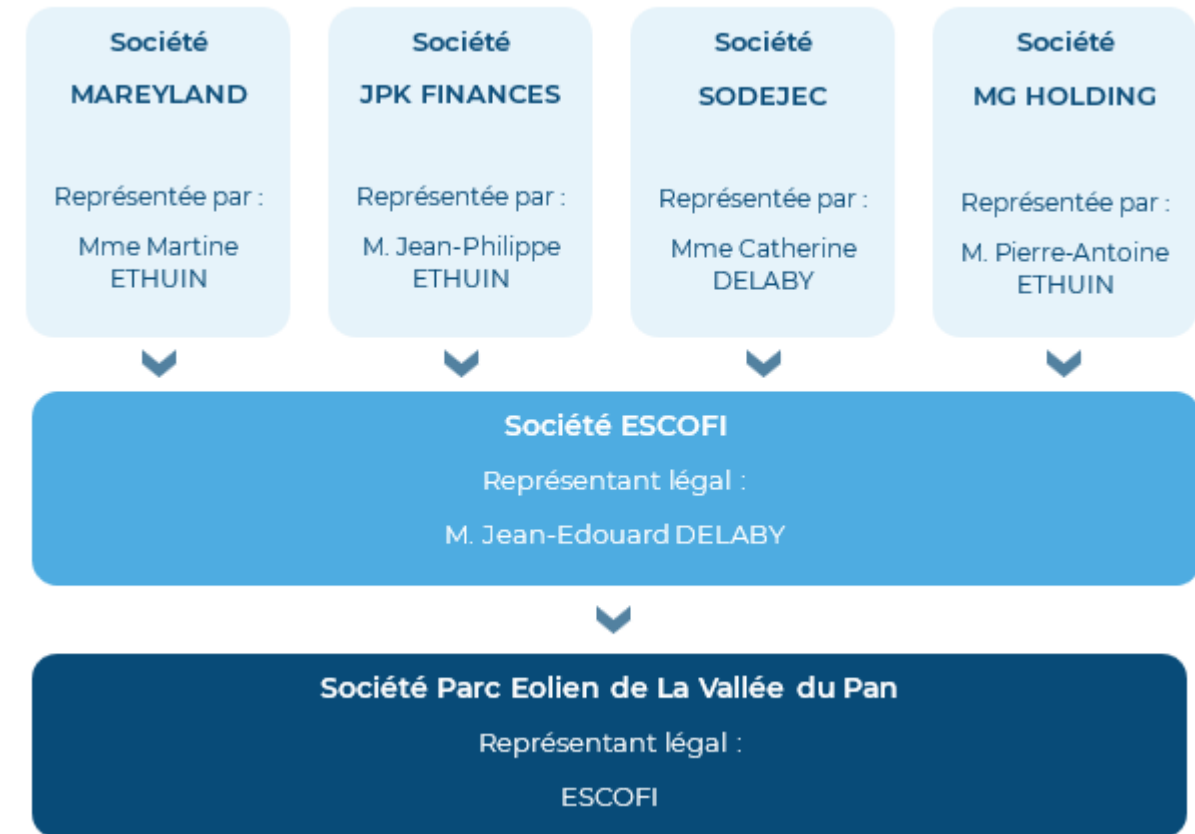 Société
MAREYLAND
Représentée par :
Mme Martine
ETHUIN
Société
JPK FINANCES
Représentée par :
M. Jean-Philippe
ETHUIN
Société
SODEJEC
Représentée par :
Mme Catherine
DELABY
Société
MG HOLDING
Représentée par :
M. Pierre-Antoine
ETHUIN
Société ESCOFI
Représentant légal :
M. Jean-Edouard DELABY
Société Parc Eolien de La Vallée du Pan
Représentant légal :
ESCOFI